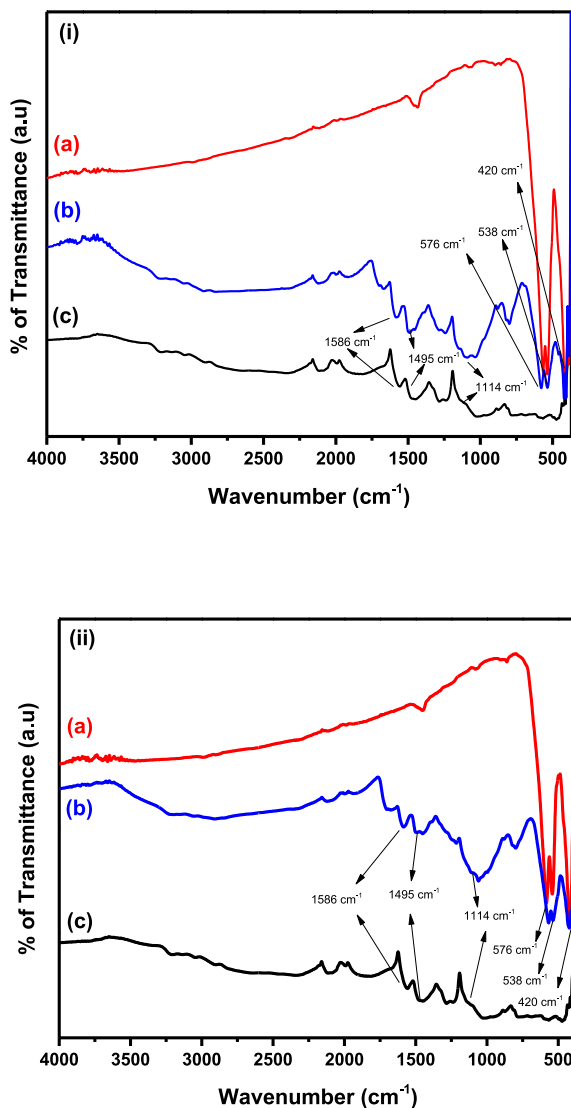 (i)
(a)
(b)
(c)
420 cm⁻¹
538 cm⁻¹
576 cm⁻¹
1586 cm⁻¹
1495 cm⁻¹
1114 cm⁻¹
% of Transmittance (a.u)
4000 3500 3000 2500 2000 1500 1000 500
Wavenumber (cm⁻¹)
(ii)
(a)
(b)
(c)
1586 cm⁻¹
1495 cm⁻¹
1114 cm⁻¹
576 cm⁻¹
538 cm⁻¹
420 cm⁻¹
% of Transmittance (a.u)
4000 3500 3000 2500 2000 1500 1000 500
Wavenumber (cm⁻¹)